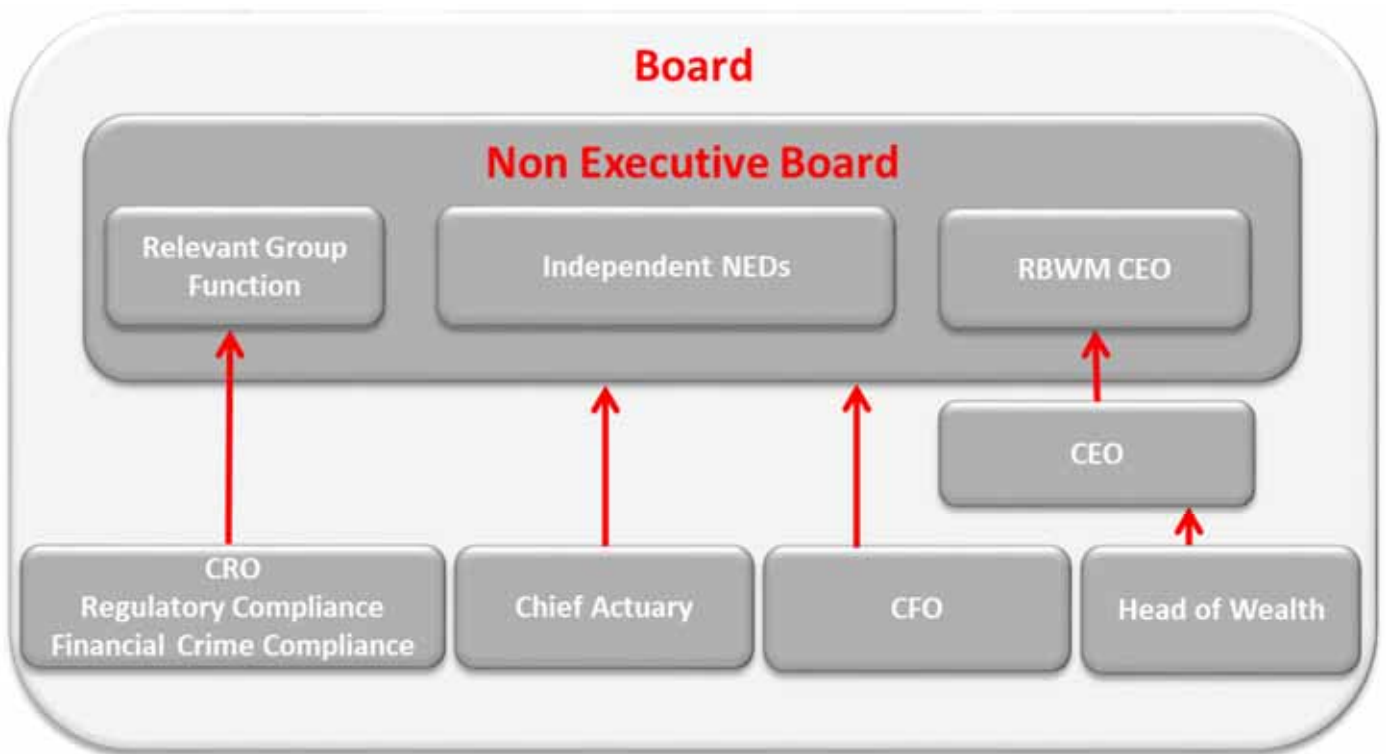 Board
Non Executive Board
Relevant Group
Function
Independent NEDs
RBWM CEO
CEO
CRO
Regulatory Compliance
Financial Crime Compliance
Chief Actuary
CFO
Head of Wealth